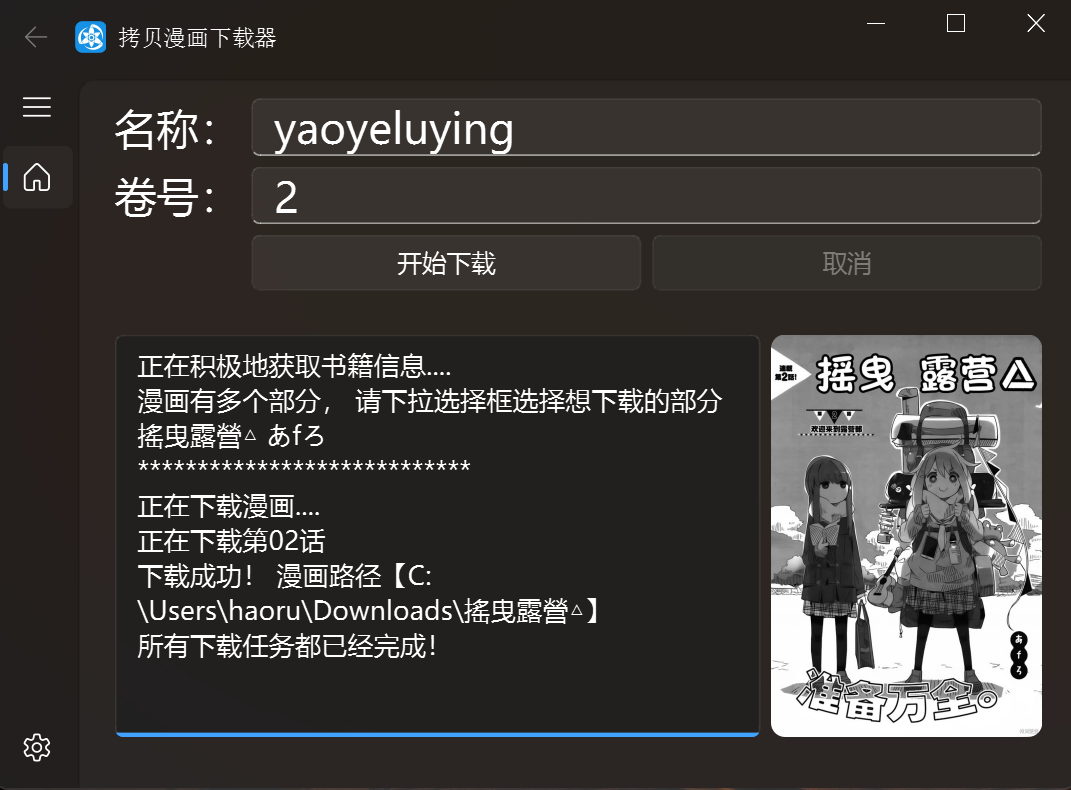 拷贝漫画下载器
名称：
yaoyeluying
卷号：
2
开始下载
取消
正在积极地获取书籍信息....
漫画有多个部分， 请下拉选择框选择想下载的部分
搖曳露營△ あfろ
****************************
正在下载漫画....
正在下载第02话
下载成功！ 漫画路径【C:
\Users\haoru\Downloads\搖曳露營△】
所有下载任务都已经完成！
连载
第2话!
摇曳 露营△
2
欢迎来到露营部
あfろ
准备万全。